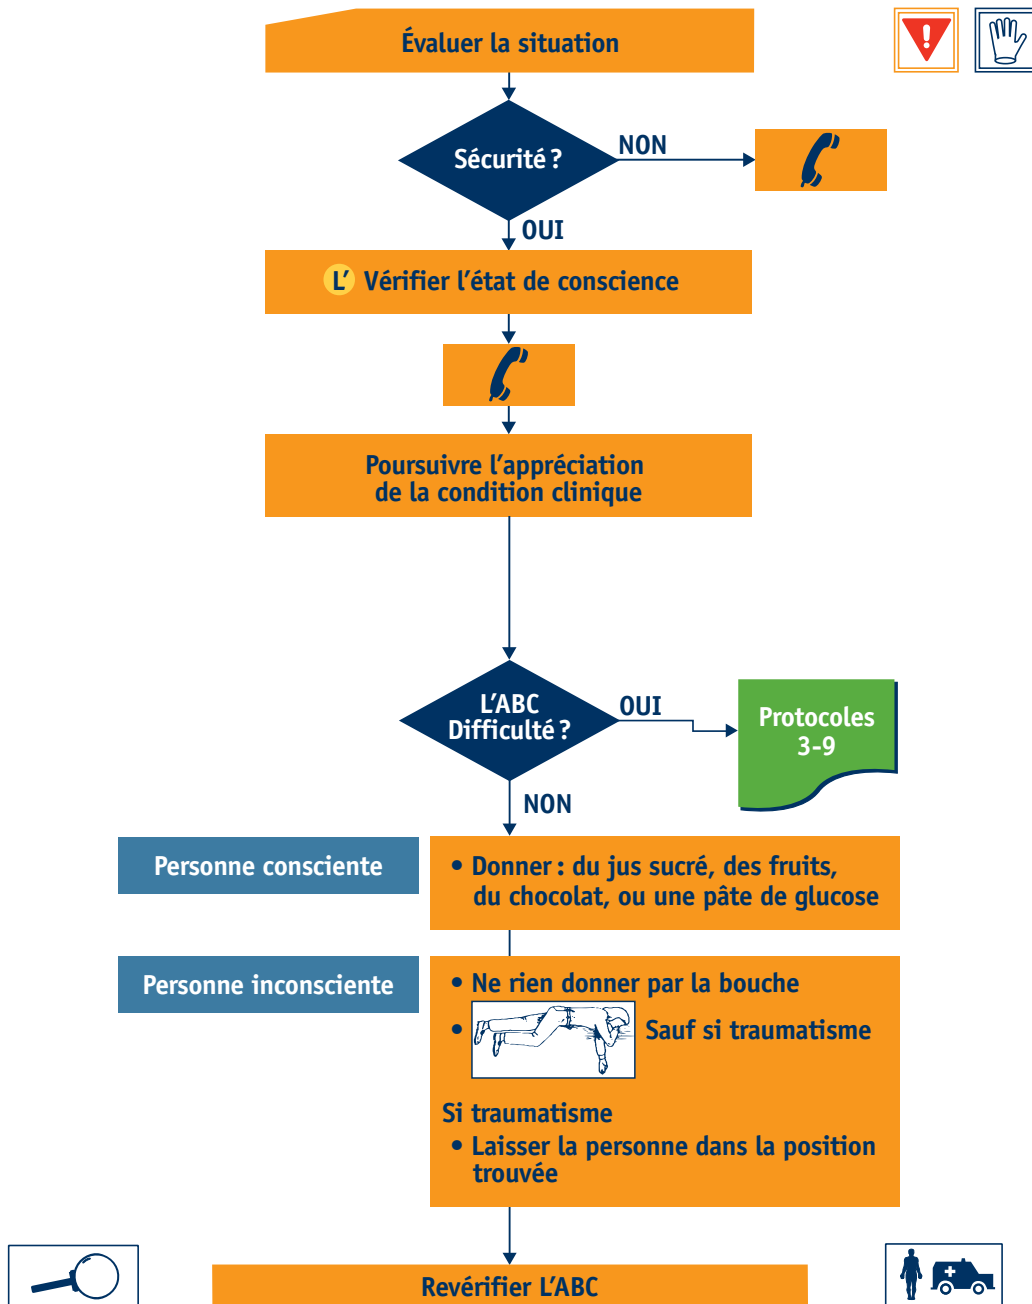 Évaluer la situation
Sécurité ?
NON
OUI
L' Vérifier l’état de conscience
Poursuivre l’appréciation
de la condition clinique
L’ABC
Difficulté ?
OUI
Protocoles
3-9
NON
Personne consciente
• Donner : du jus sucré, des fruits,
du chocolat, ou une pâte de glucose
Personne inconsciente
• Ne rien donner par la bouche
• Sauf si traumatisme
Si traumatisme
• Laisser la personne dans la position
trouvée
Revérifier L’ABC